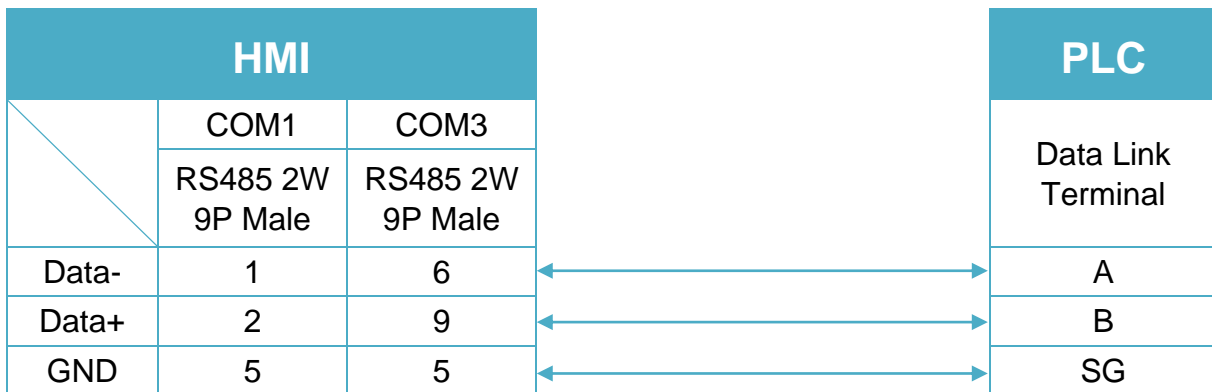 HMI PLC
COM1 COM3
Data Link
Terminal
RS485 2W RS485 2W
9P Male 9P Male
Data- 1 6 A
Data+ 2 9 B
GND 5 5 SG